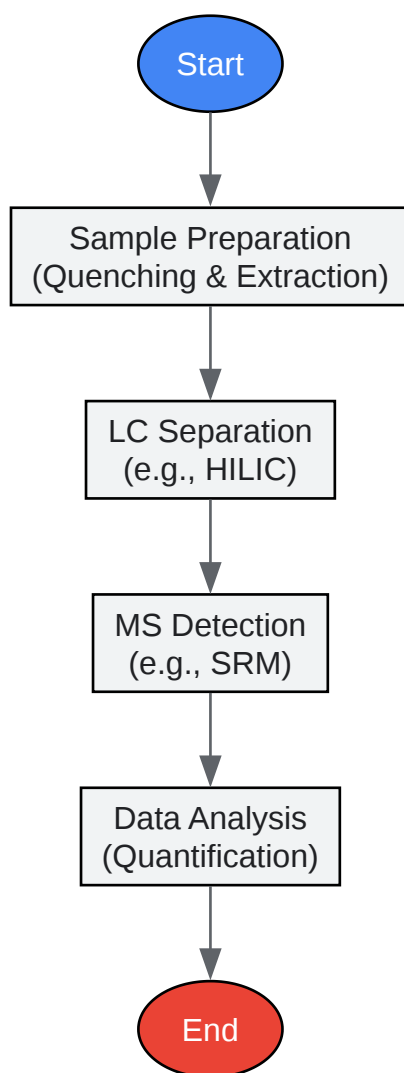 Start
Sample Preparation
(Quenching & Extraction)
LC Separation
(e.g., HILIC)
MS Detection
(e.g., SRM)
Data Analysis
(Quantification)
End